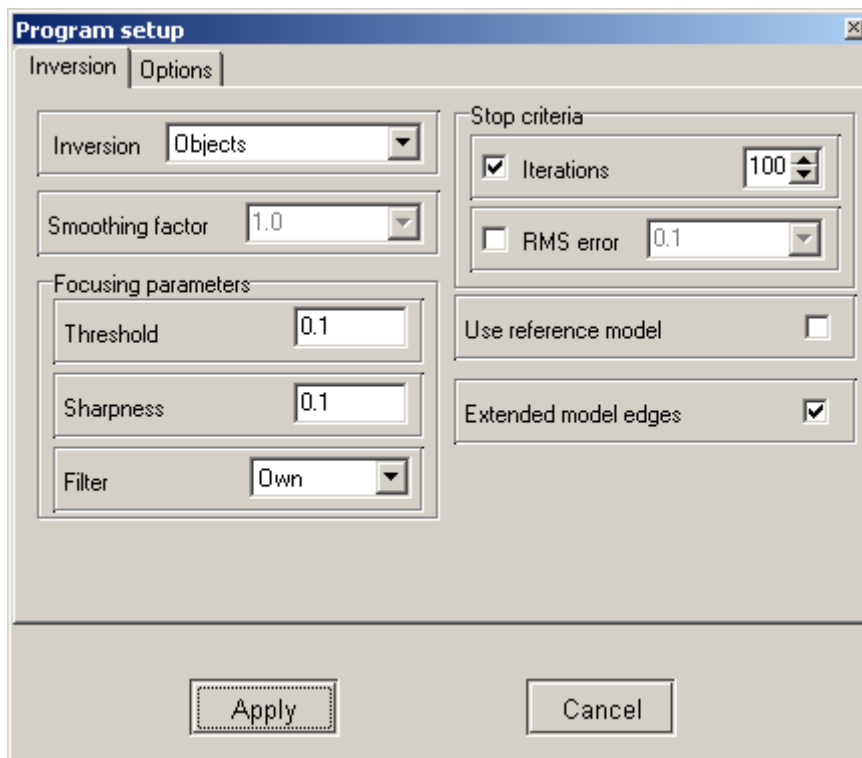 Program setup
Inversion
Options
Inversion Objects
Smoothing factor 1.0
Focusing parameters
Threshold 0.1
Sharpness 0.1
Filter Own
Stop criteria
Iterations 100
RMS error 0.1
Use reference model
Extended model edges
Apply
Cancel